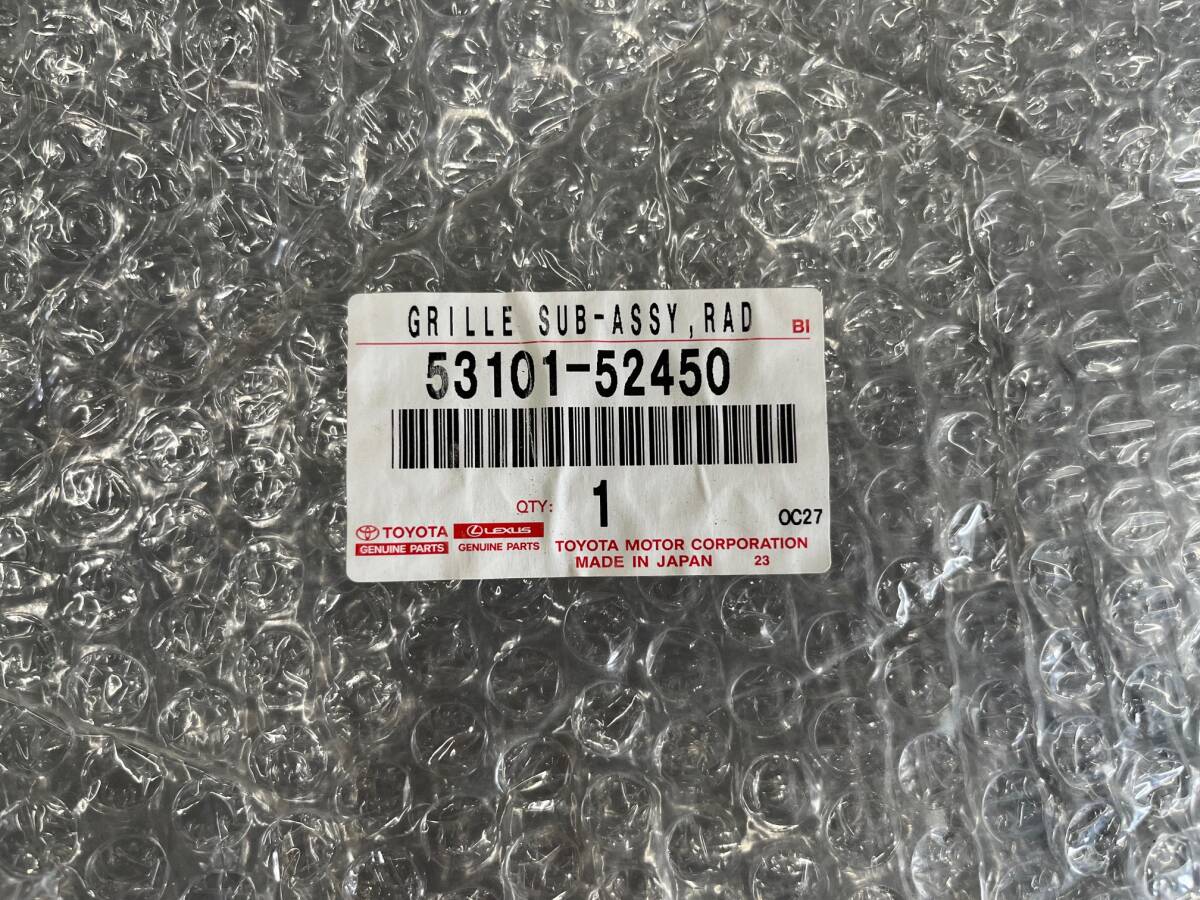 GRILLE SUB-ASSY,RAD BI
53101-52450
QTY: 1
OC27
TOYOTA LEXUS
GENUINE PARTS GENUINE PARTS
TOYOTA MOTOR CORPORATION
MADE IN JAPAN 23